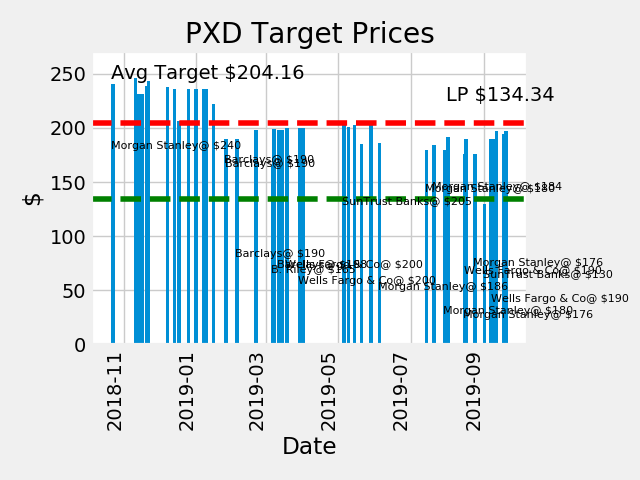 PXD Target Prices
Avg Target $204.16
LP $134.34
Morgan Stanley@ $240
Barclays@ $190
Barclays@ $190
Morgan Stanley@ $184
SunTrust Banks@ $205
Barclays@ $190
Wells Fargo & Co@ $200
B. Riley@ $165
Wells Fargo & Co@ $200
Morgan Stanley@ $186
Morgan Stanley@ $176
Wells Fargo & Co@ $190
SunTrust Banks@ $130
Wells Fargo & Co@ $190
Morgan Stanley@ $180
Morgan Stanley@ $176
$
250
200
150
100
50
0
2018-11
2019-01
2019-03
2019-05
2019-07
2019-09
Date